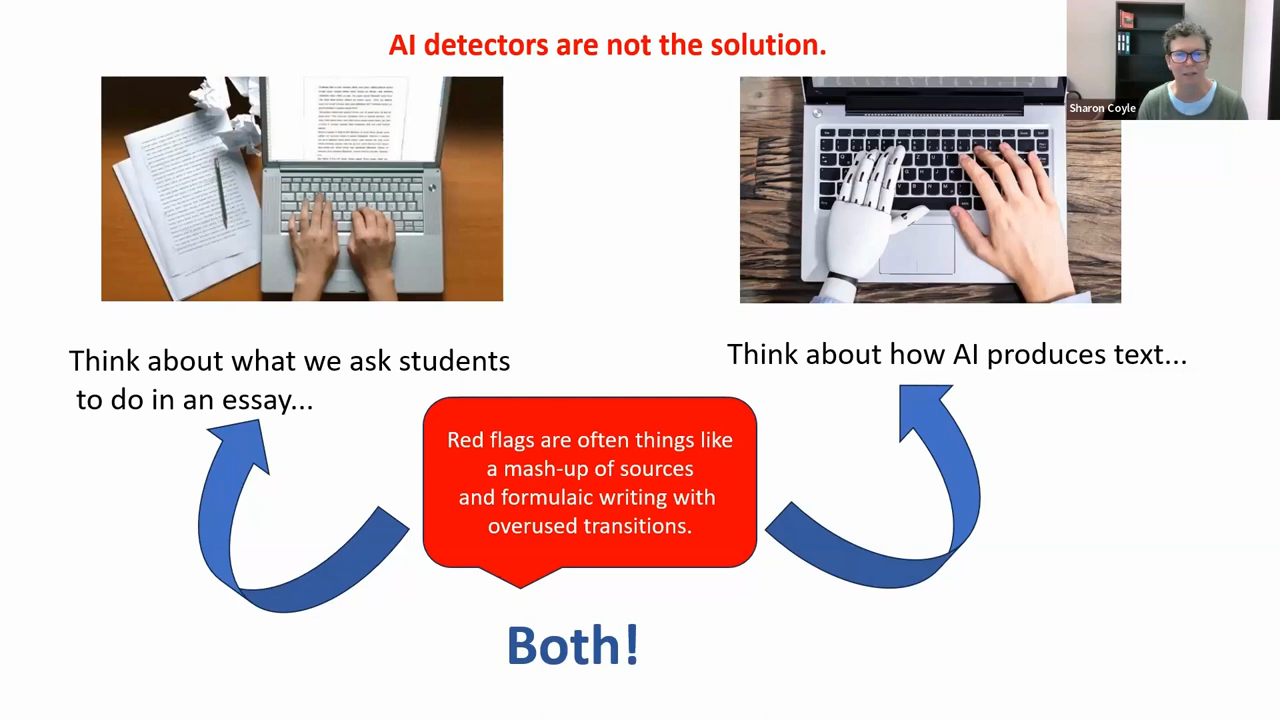 AI detectors are not the solution.
Sharon Coyle
Think about what we ask students
to do in an essay...
Think about how AI produces text...
Red flags are often things like
a mash-up of sources
and formulaic writing with
overused transitions.
Both!